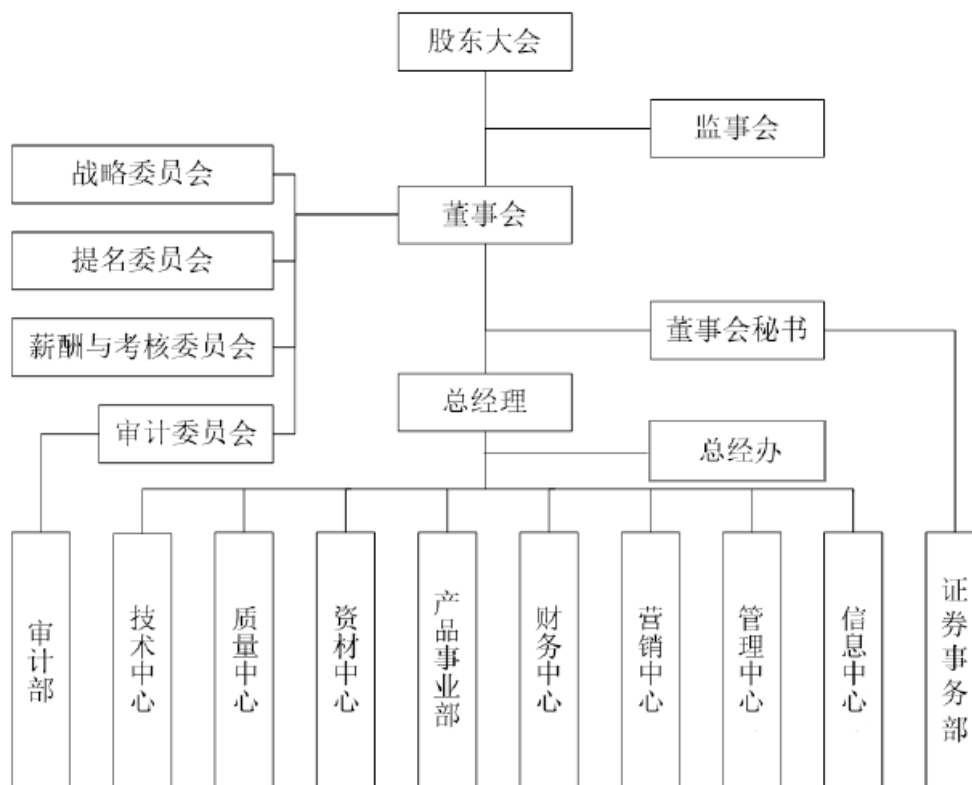 股东大会
监事会
战略委员会
董事会
提名委员会
董事会秘书
薪酬与考核委员会
总经理
审计委员会
总经办
审计部
技术中心
质量中心
资材中心
产品事业部
财务中心
营销中心
管理中心
信息中心
证券事务部